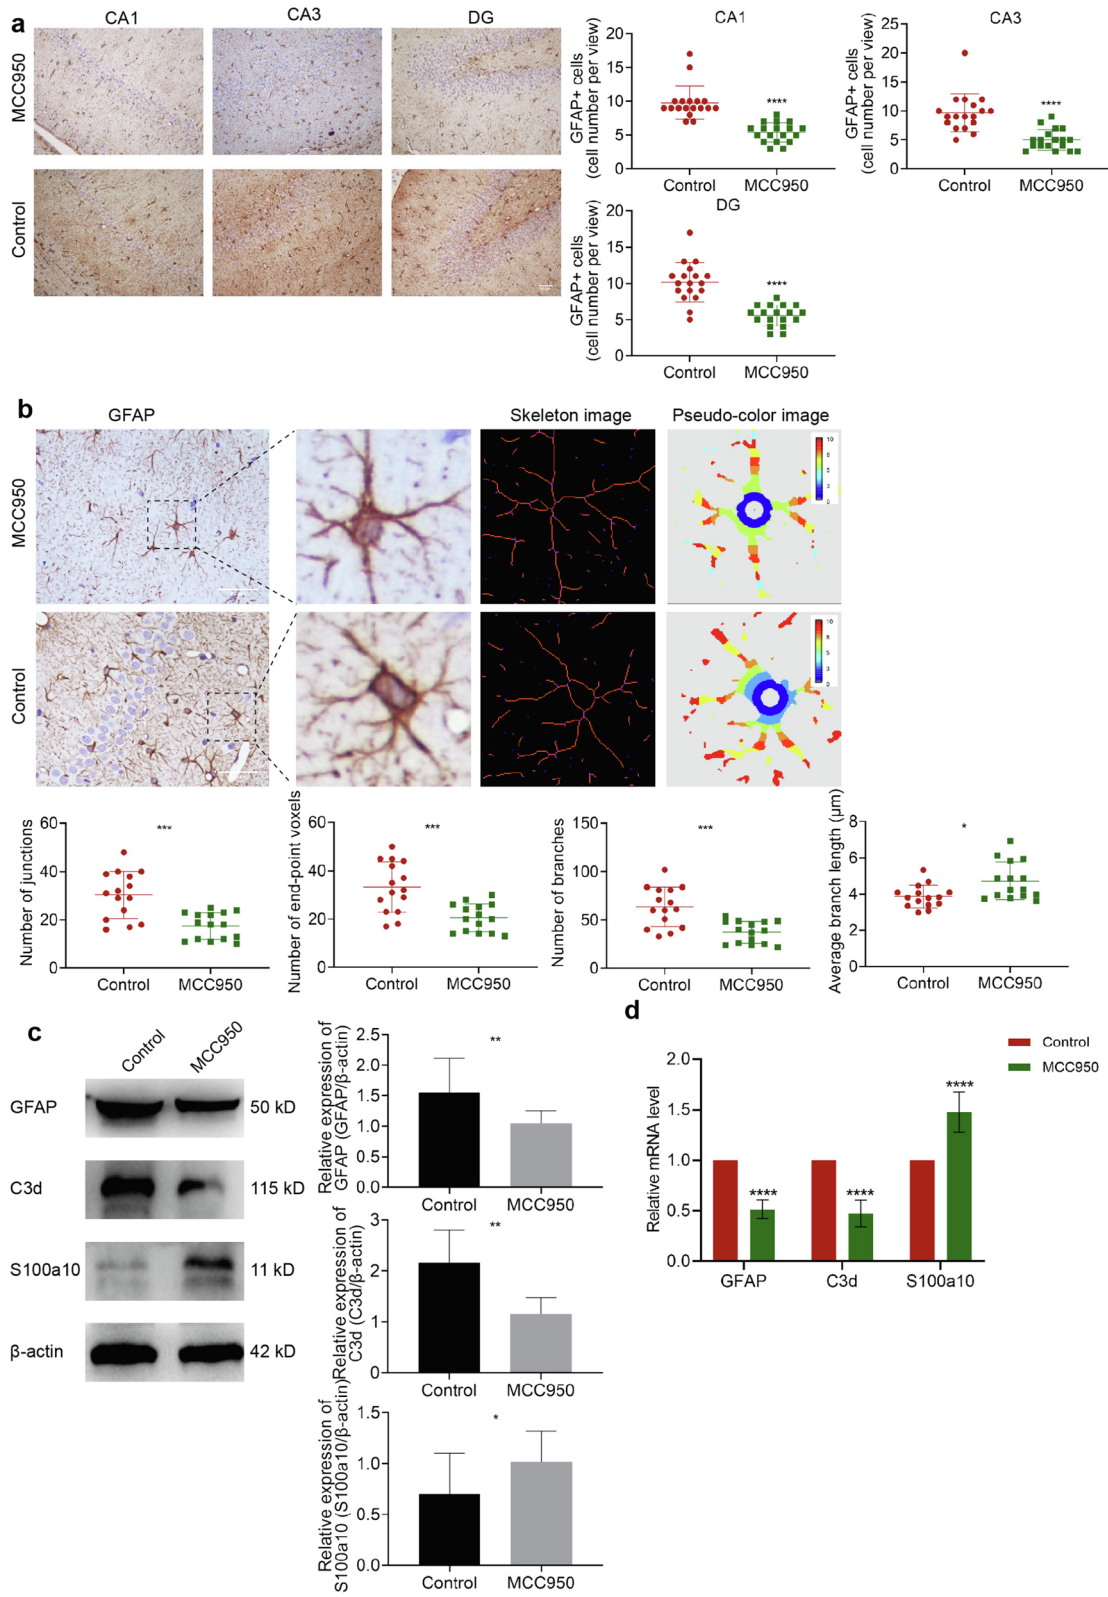 a
CA1
CA3
DG
MCC950
Control
CA1
GFAP+ cells
(cell number per view)
20
15
10
5
0
****
Control
MCC950
CA3
GFAP+ cells
(cell number per view)
25
20
15
10
5
0
****
Control
MCC950
DG
GFAP+ cells
(cell number per view)
20
15
10
5
0
****
Control
MCC950
b
GFAP
Skeleton image
Pseudo-color image
MCC950
Control
Number of junctions
60
40
20
0
***
Control
MCC950
Number of end-point voxels
60
40
20
0
***
Control
MCC950
Number of branches
150
100
50
0
***
Control
MCC950
Average branch length (μm)
8
6
4
2
0
*
Control
MCC950
c
Control
MCC950
GFAP
50 kD
C3d
115 kD
S100a10
11 kD
β-actin
42 kD
Relative expression of
GFAP (GFAP/β-actin)
2.5
2.0
1.5
1.0
0.5
0.0
**
Control
MCC950
Relative expression of
C3d (C3d/β-actin)
3
2
1
0
**
Control
MCC950
Relative expression of
S100a10 (S100a10/β-actin)
1.5
1.0
0.5
0.0
*
Control
MCC950
d
Control
MCC950
Relative mRNA level
2.0
1.5
1.0
0.5
0.0
****
****
****
GFAP
C3d
S100a10